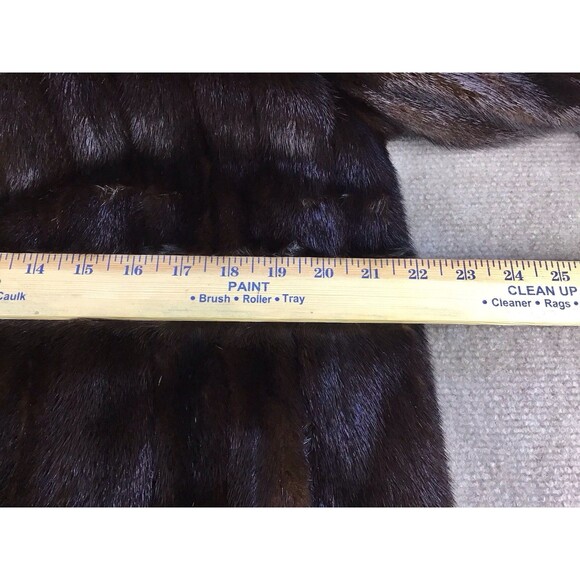 14 15 16 17 18 19 20 21 22 23 24 25
PAINT CLEAN UP
Caulk • Brush • Roller • Tray • Cleaner • Rags •